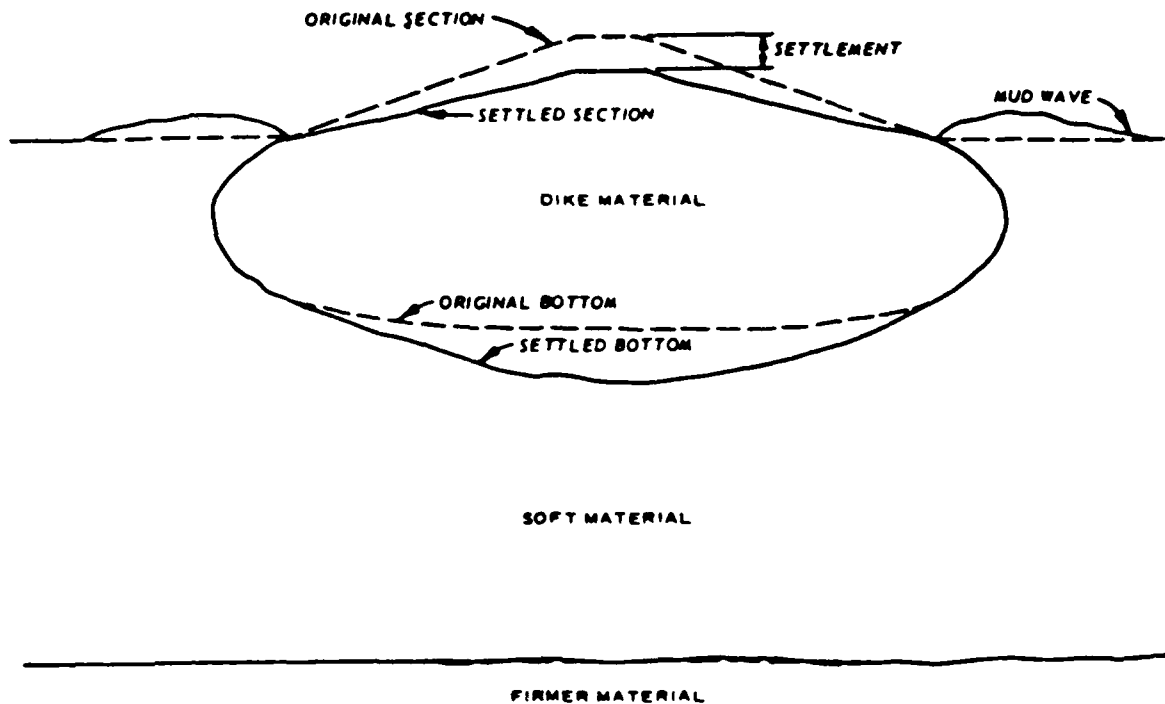 ORIGINAL SECTION
SETTLEMENT
MUD WAVE
SETTLED SECTION
DIKE MATERIAL
ORIGINAL BOTTOM
SETTLED BOTTOM
SOFT MATERIAL
FIRMER MATERIAL